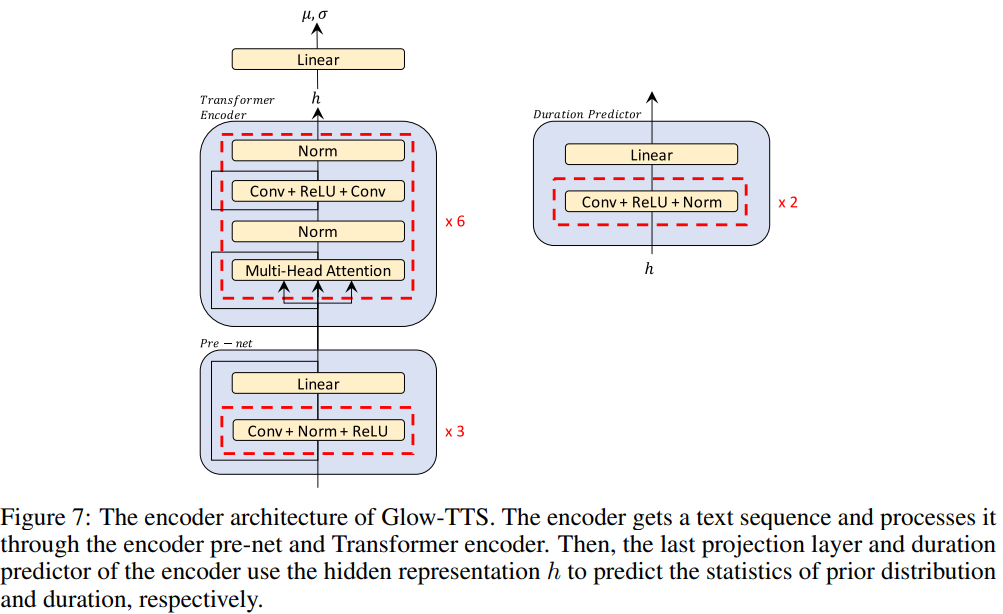 μ, σ
Linear
Transformer
Encoder
h
Norm
Conv + ReLU + Conv
Norm
Multi-Head Attention
x 6
Pre – net
Linear
Conv + Norm + ReLU
x 3
Duration Predictor
Linear
Conv + ReLU + Norm
x 2
h
Figure 7: The encoder architecture of Glow-TTS. The encoder gets a text sequence and processes it
through the encoder pre-net and Transformer encoder. Then, the last projection layer and duration
predictor of the encoder use the hidden representation h to predict the statistics of prior distribution
and duration, respectively.